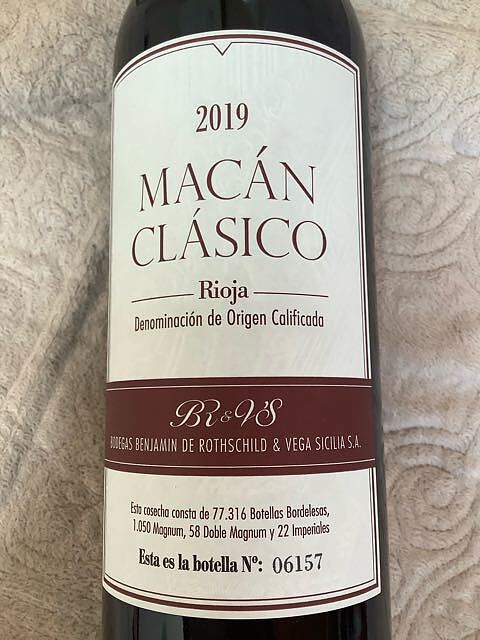 2019
MACÁN
CLÁSICO
Rioja
Denominación de Origen Calificada
BR&VS
BODEGAS BENJAMIN DE ROTHSCHILD & VEGA SICILIA S.A.
Esta cosecha consta de 77.316 Botellas Bordelesas,
1.050 Magnum, 58 Doble Magnum y 22 Imperiales
Esta es la botella Nº: 06157